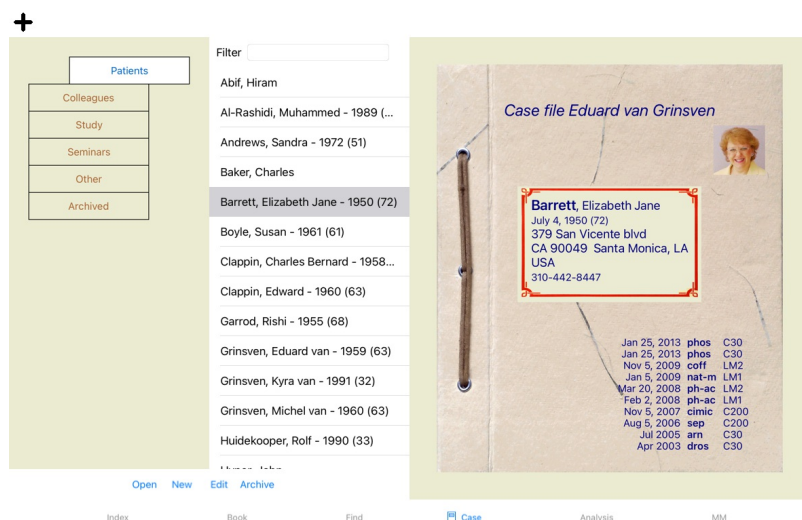 Patients
Colleagues
Study
Seminars
Other
Archived
Filter
Abif, Hiram
Al-Rashidi, Muhammed - 1989 (...
Andrews, Sandra - 1972 (51)
Baker, Charles
Barrett, Elizabeth Jane - 1950 (72)
Boyle, Susan - 1961 (61)
Clappin, Charles Bernard - 1958...
Clappin, Edward - 1960 (63)
Garrod, Rishi - 1955 (68)
Grinsven, Eduard van - 1959 (63)
Grinsven, Kyra van - 1991 (32)
Grinsven, Michel van - 1960 (63)
Huidekooper, Rolf - 1990 (33)
Case file Eduard van Grinsven
Barrett, Elizabeth Jane
July 4, 1950 (72)
379 San Vicente blvd
CA 90049 Santa Monica, LA
USA
310-442-8447
Jan 25, 2013 phos C30
Jan 25, 2013 phos C30
Nov 5, 2009 coff LM2
Jan 5, 2009 nat-m LM1
Mar 20, 2008 ph-ac LM2
Feb 2, 2008 ph-ac LM1
Nov 5, 2007 cimic C200
Aug 5, 2006 sep C200
Jul 2005 arn C30
Apr 2003 dros C30
Open New Edit Archive
Index Book Find Case Analysis MM